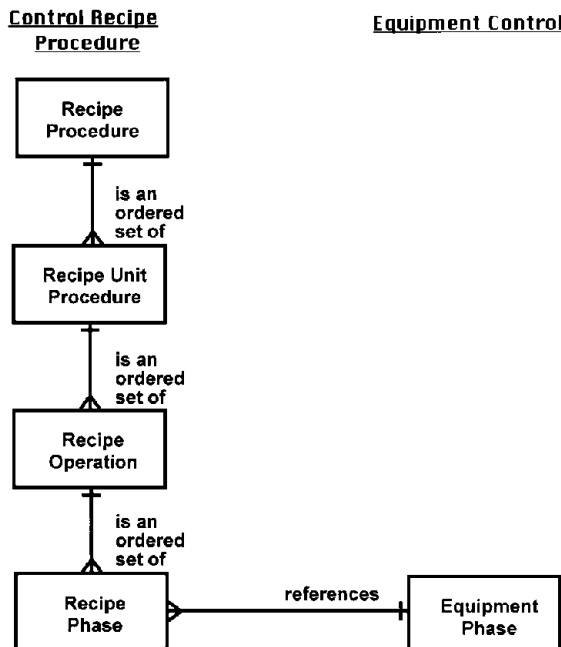 Control Recipe
Procedure
Equipment Control
Recipe
Procedure
is an
ordered
set of
Recipe Unit
Procedure
is an
ordered
set of
Recipe
Operation
is an
ordered
set of
Recipe
Phase
references
Equipment
Phase